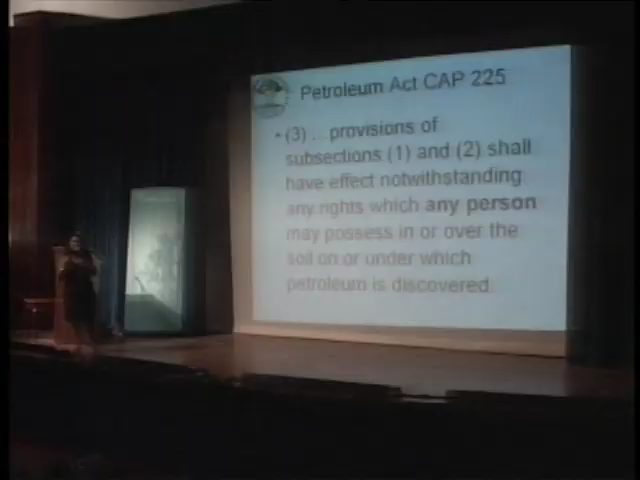 Petroleum Act CAP 225
• (3) ... provisions of
subsections (1) and (2) shall
have effect notwithstanding
any rights which any person
may possess in or over the
soil on or under which
petroleum is discovered.